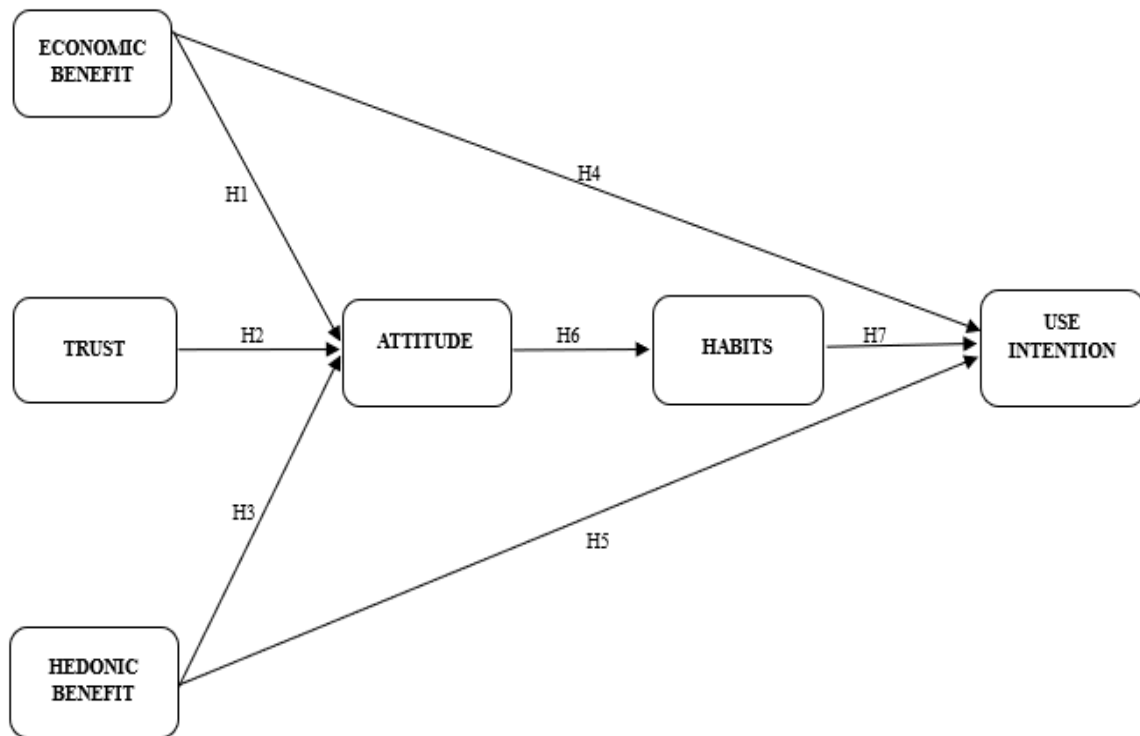 ECONOMIC
BENEFIT
H1
H4
TRUST
H2
ATTITUDE
H6
HABITS
H7
USE
INTENTION
H3
H5
HEDONIC
BENEFIT